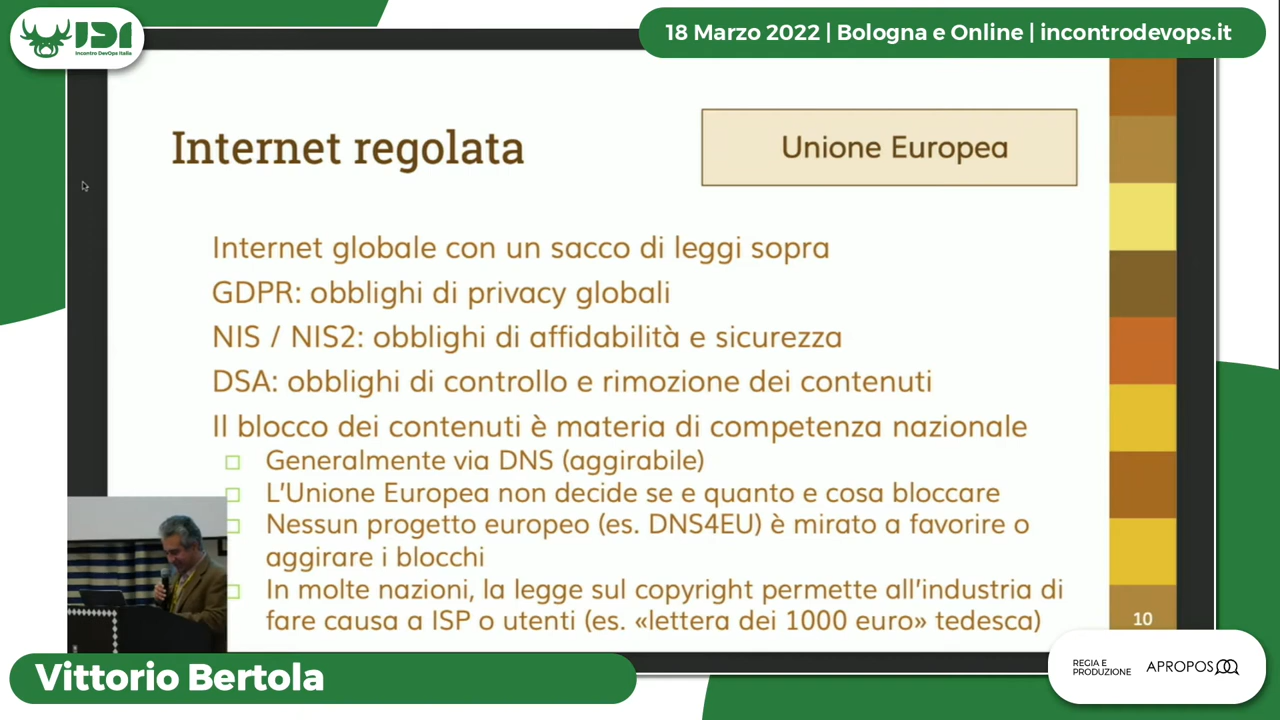 IDI
Incontro DevOps Italia
18 Marzo 2022 | Bologna e Online | incontrodevops.it
Internet regolata
Unione Europea
Internet globale con un sacco di leggi sopra
GDPR: obblighi di privacy globali
NIS / NIS2: obblighi di affidabilità e sicurezza
DSA: obblighi di controllo e rimozione dei contenuti
Il blocco dei contenuti è materia di competenza nazionale
Generalmente via DNS (aggirabile)
L’Unione Europea non decide se e quanto e cosa bloccare
Nessun progetto europeo (es. DNS4EU) è mirato a favorire o
aggirare i blocchi
In molte nazioni, la legge sul copyright permette all’industria di
fare causa a ISP o utenti (es. «lettera dei 1000 euro» tedesca)
10
Vittorio Bertola
REGIA E
PRODUZIONE
APROPOS